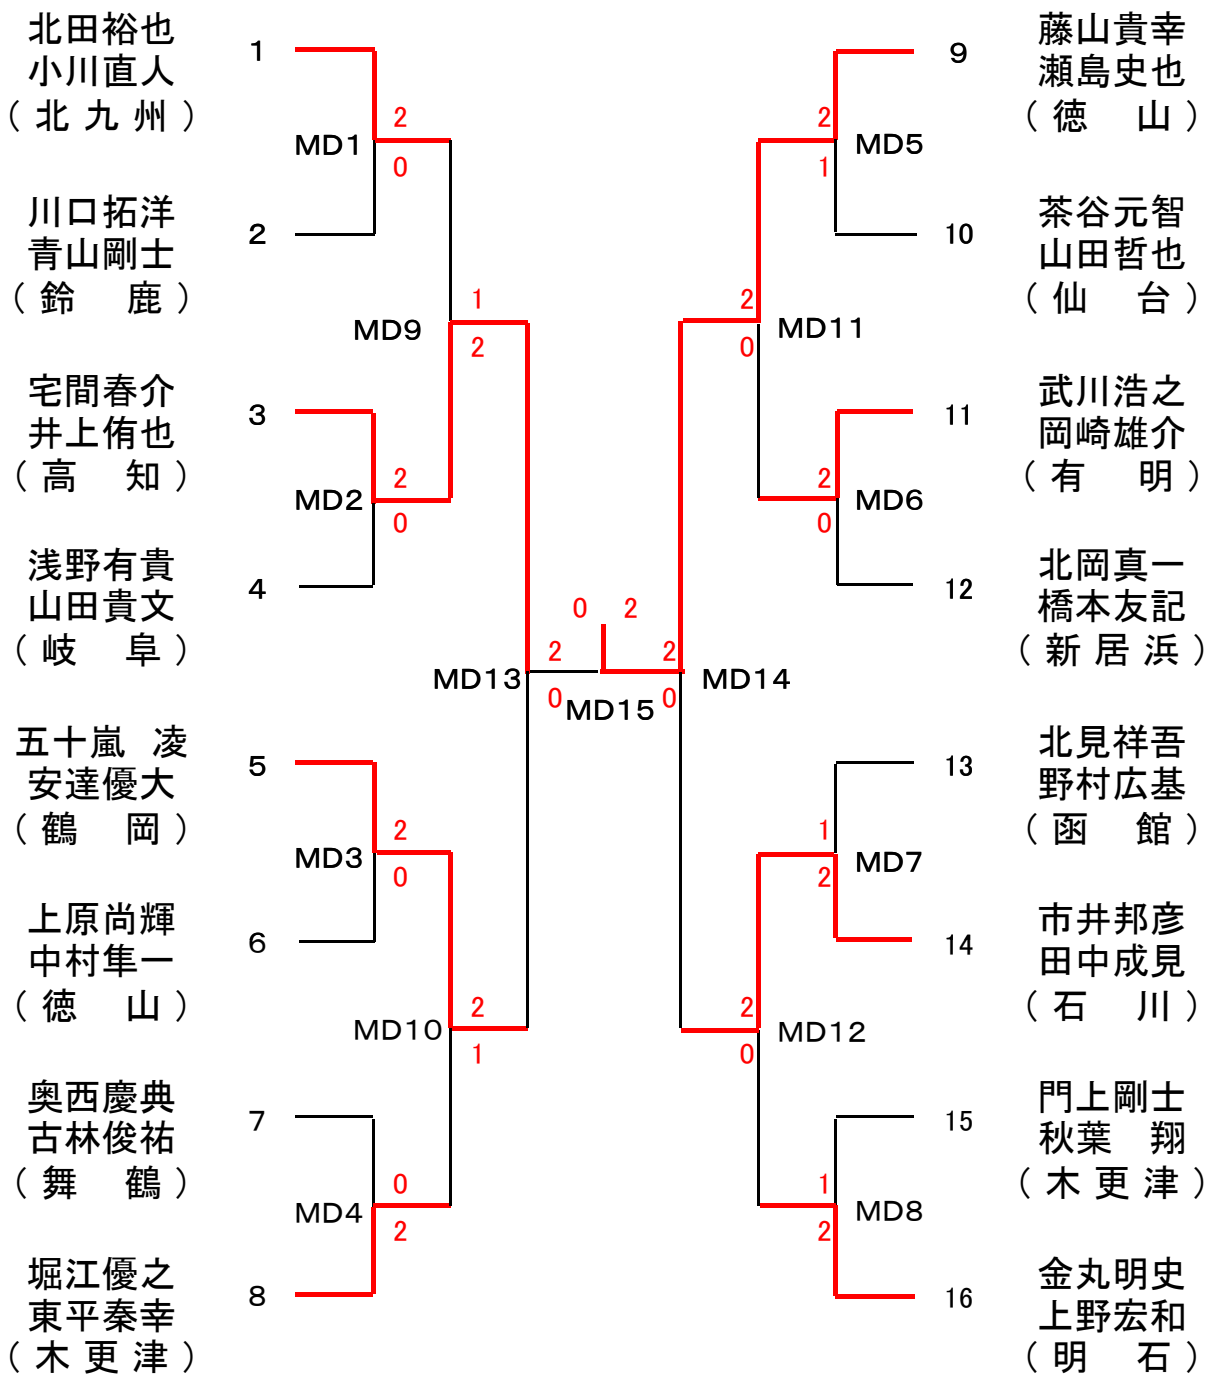 北田裕也
小川直人
（北九州）
1
MD1
2
0
川口拓洋
青山剛士
（鈴　鹿）
2
MD9
1
2
宅間春介
井上侑也
（高　知）
3
MD2
2
0
浅野有貴
山田貴文
（岐　阜）
4
MD13
2
0
五十嵐 凌
安達優大
（鶴　岡）
5
MD3
2
0
上原尚輝
中村隼一
（徳　山）
6
MD10
2
1
奥西慶典
古林俊祐
（舞　鶴）
7
MD4
0
2
堀江優之
東平秦幸
（木更津）
8
0 2
MD15
藤山貴幸
瀬島史也
（徳　山）
9
2
1
MD5
茶谷元智
山田哲也
（仙　台）
10
2
0
MD11
武川浩之
岡崎雄介
（有　明）
11
2
0
MD6
北岡真一
橋本友記
（新居浜）
12
2
0
MD14
北見祥吾
野村広基
（函　館）
13
1
2
MD7
市井邦彦
田中成見
（石　川）
14
2
0
MD12
門上剛士
秋葉　翔
（木更津）
15
1
2
MD8
金丸明史
上野宏和
（明　石）
16